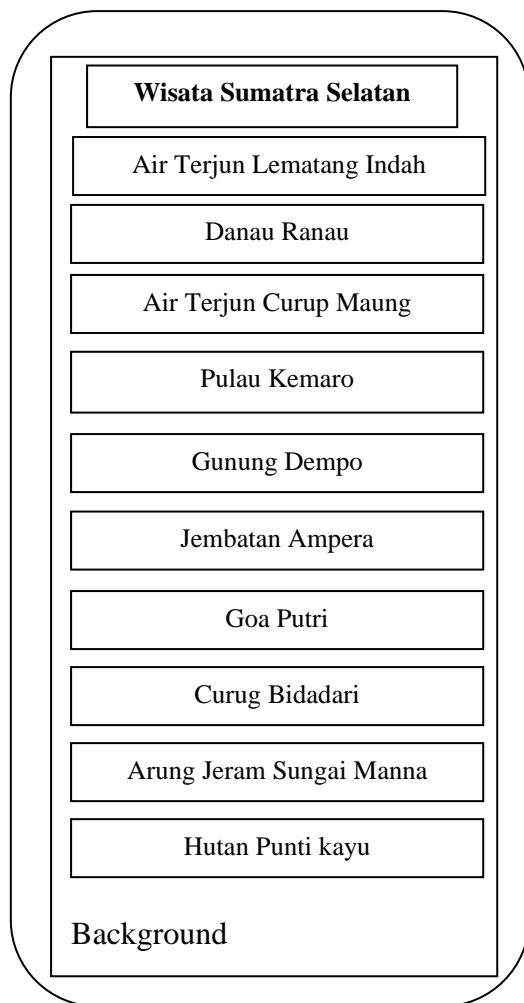 Wisata Sumatra Selatan
Air Terjun Lematang Indah
Danau Ranau
Air Terjun Curup Maung
Pulau Kemaro
Gunung Dempo
Jembatan Ampera
Goa Putri
Curug Bidadari
Arung Jeram Sungai Manna
Hutan Punti kayu
Background